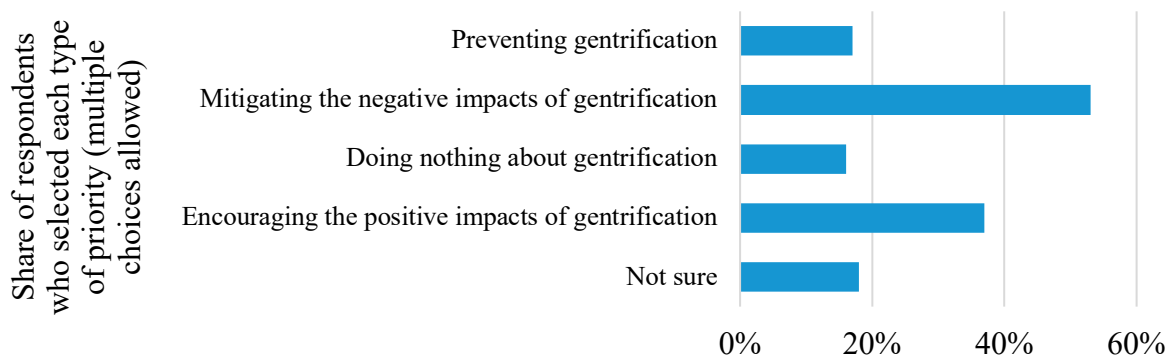 Share of respondents
who selected each type
of priority (multiple
choices allowed)
Preventing gentrification
Mitigating the negative impacts of gentrification
Doing nothing about gentrification
Encouraging the positive impacts of gentrification
Not sure
0% 20% 40% 60%